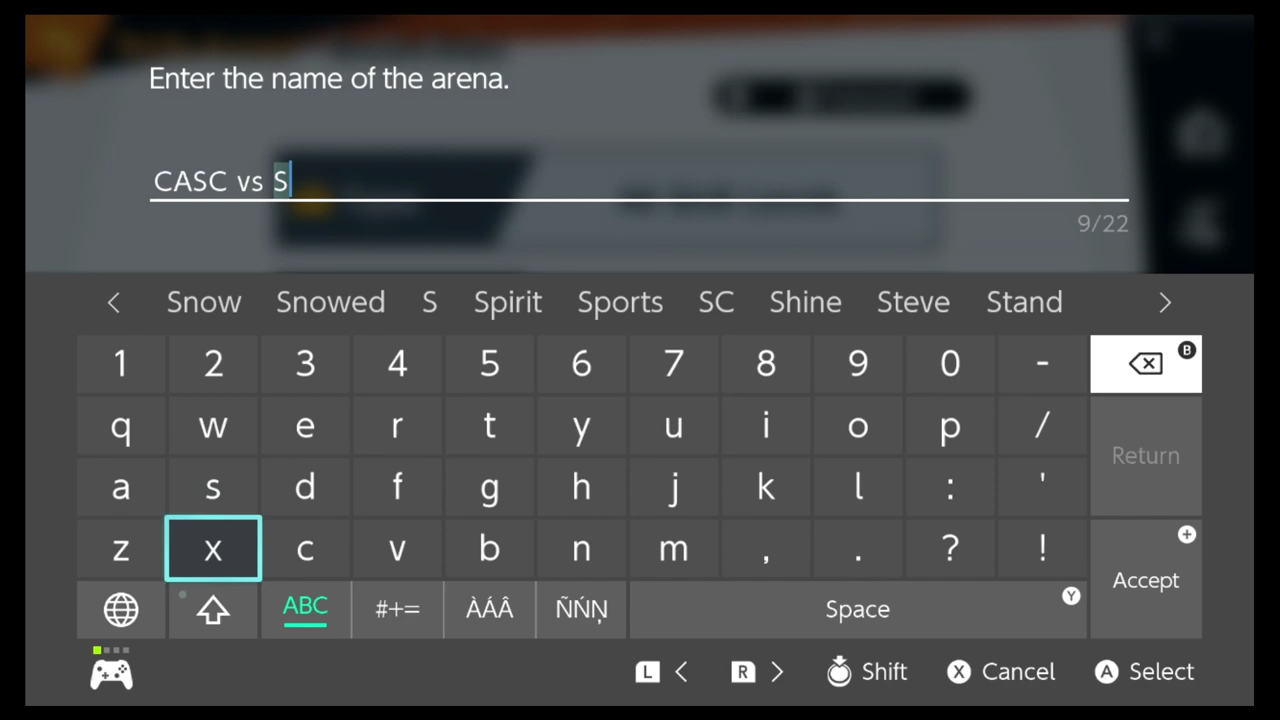 Enter the name of the arena.
CASC vs S
9/22
< Snow Snowed S Spirit Sports SC Shine Steve Stand >
1 2 3 4 5 6 7 8 9 0 - B
q w e r t y u i o p / Return
a s d f g h j k l : '
z x c v b n m , . ? ! + Accept
ABC #+= ÀÁÂ ÑŃŅ Space Y
L < R > Shift X Cancel A Select